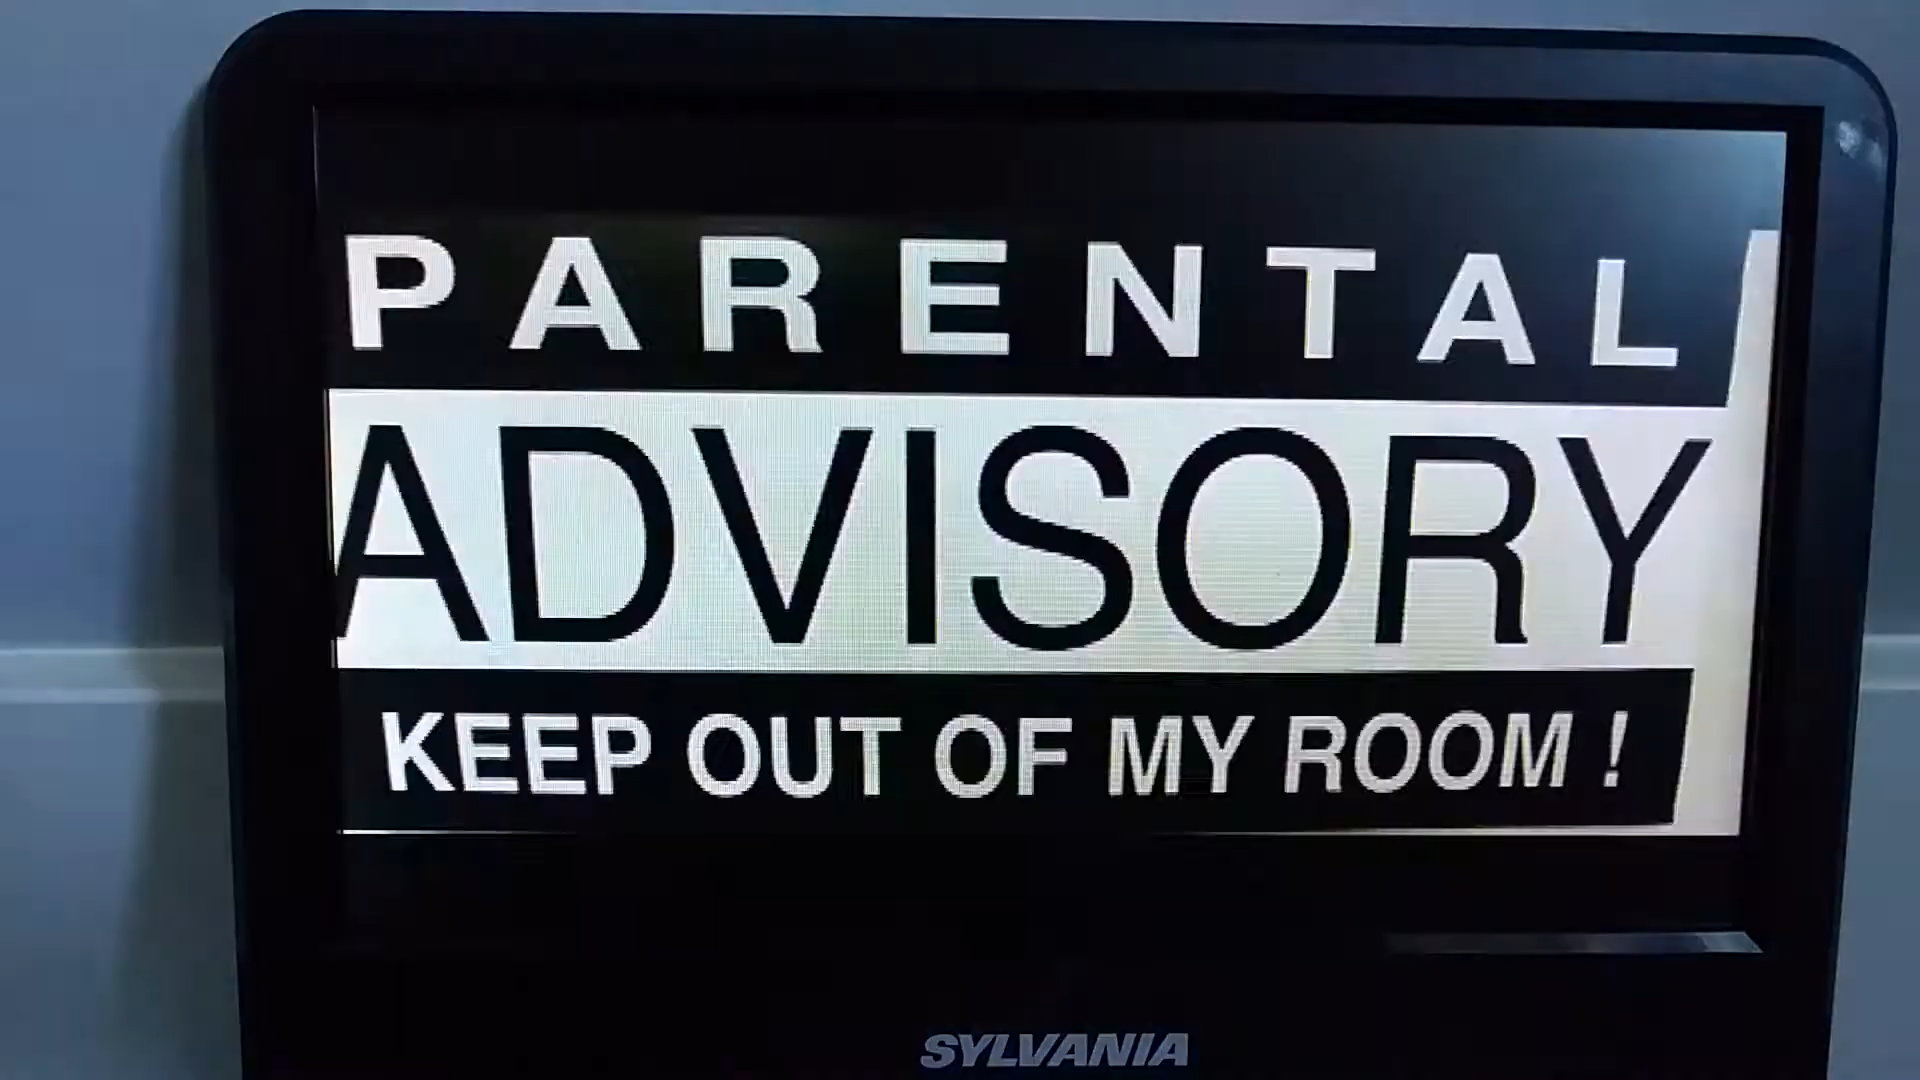 PARENTAL
ADVISORY
KEEP OUT OF MY ROOM !
SYLVANIA